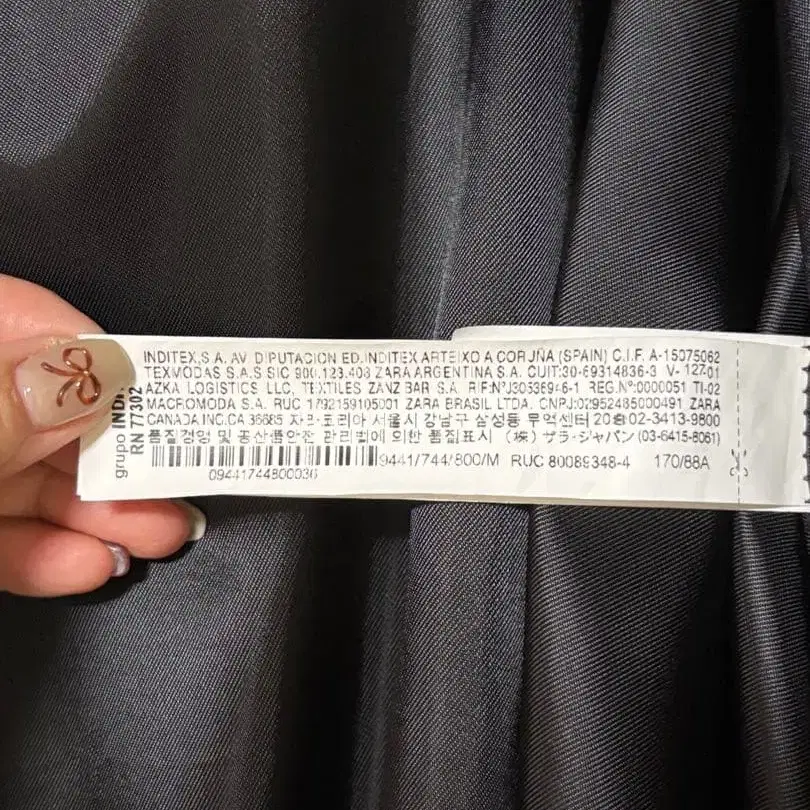 grupo INDI
RN 77302
INDITEX,S.A. AV. DIPUTACION ED.INDITEX ARTEIXO A CORUÑA (SPAIN) C.I.F. A-15075062
TEXMODAS S.A.S SIC 900.123.408 ZARA ARGENTINA S.A. CUIT:30-69314836-3 V-127-01
AZKA LOGISTICS, LLC, TEXTILES ZANZIBAR S.A. RIF:NºJ30536946-1 REG.Nº:0000051 TI-02
MACROMODA S.A. RUC 1792159105001 ZARA BRASIL LTDA. CNPJ:02952485000491 ZARA
CANADA INC.CA 36685 자라 코리아 서울시 강남구 삼성동 무역센터 20층 02-3413-9800
품질경영 및 공산품안전 관리법에 의한 품질표시 (株) ザラ・ジャパン (03-6415-8061)
9441/744/800/M RUC 80089348-4 170/88A
09441744800036